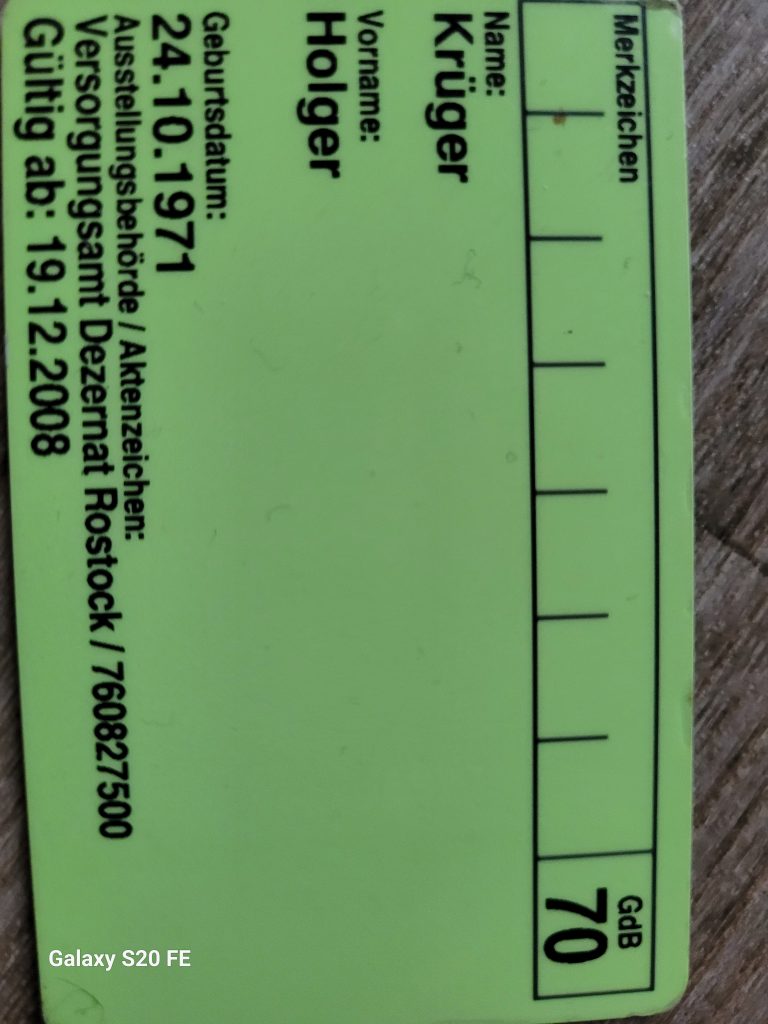 Merkzeichen
GdB
70
Name:
Krüger
Vorname:
Holger
Geburtsdatum:
24.10.1971
Ausstellungsbehörde / Aktenzeichen:
Versorgungsamt Dezernat Rostock / 760827500
Gültig ab: 19.12.2008
Galaxy S20 FE